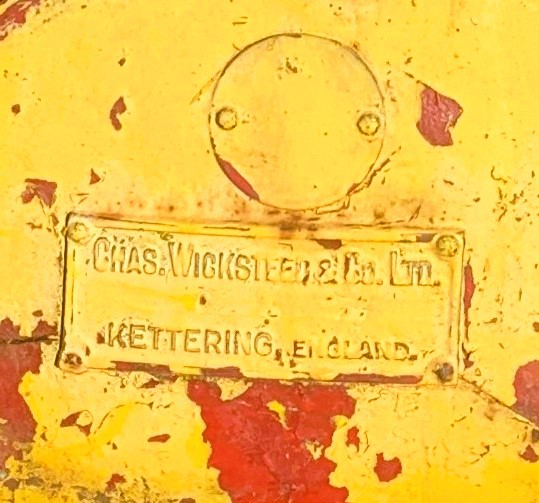 CHAS. WICKSTEED & CO. LTD.
KETTERING, ENGLAND.